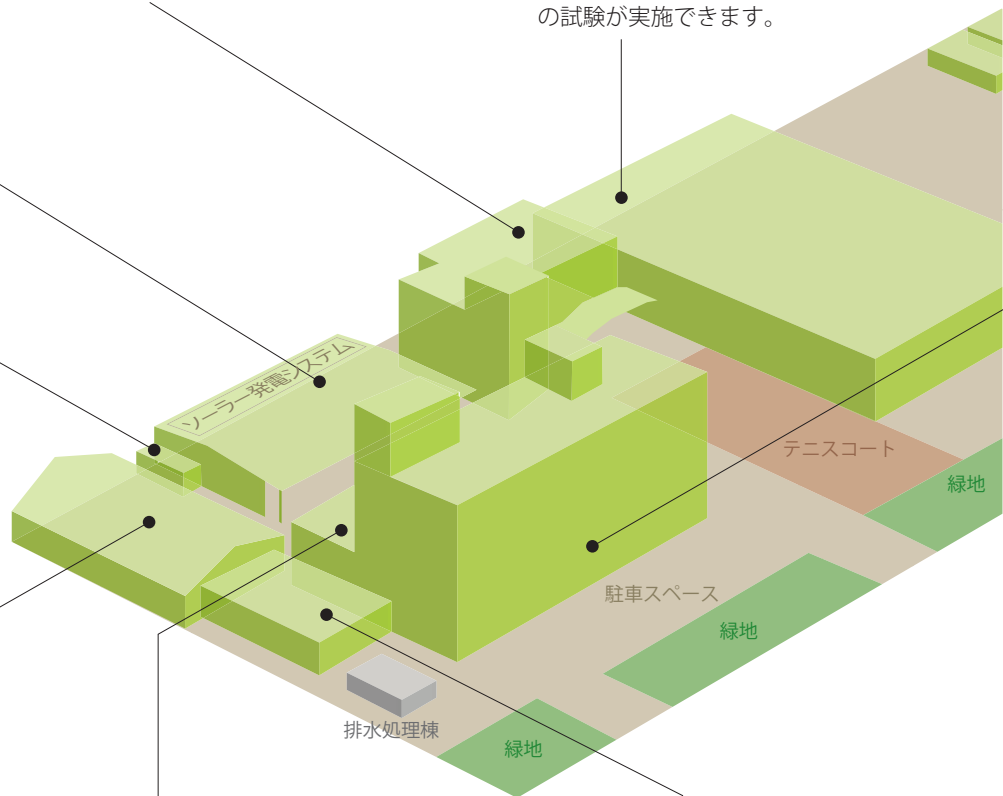 の試験が実施できます。
ソーラー発電システム
テニスコート
緑地
駐車スペース
緑地
排水処理棟
緑地